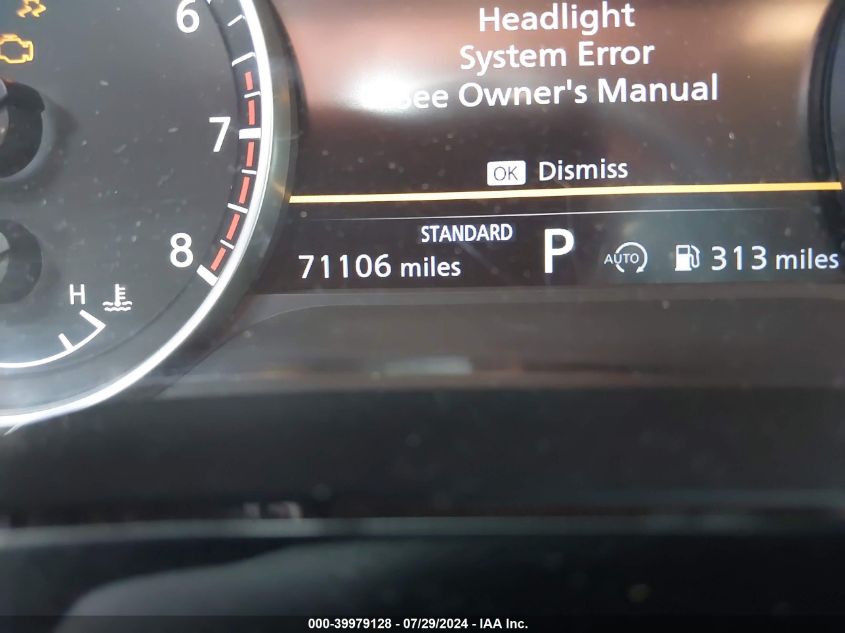 6
7
8
H
Headlight
System Error
See Owner's Manual
OK Dismiss
STANDARD
71106 miles P AUTO 313 miles
000-39979128 - 07/29/2024 - IAA Inc.